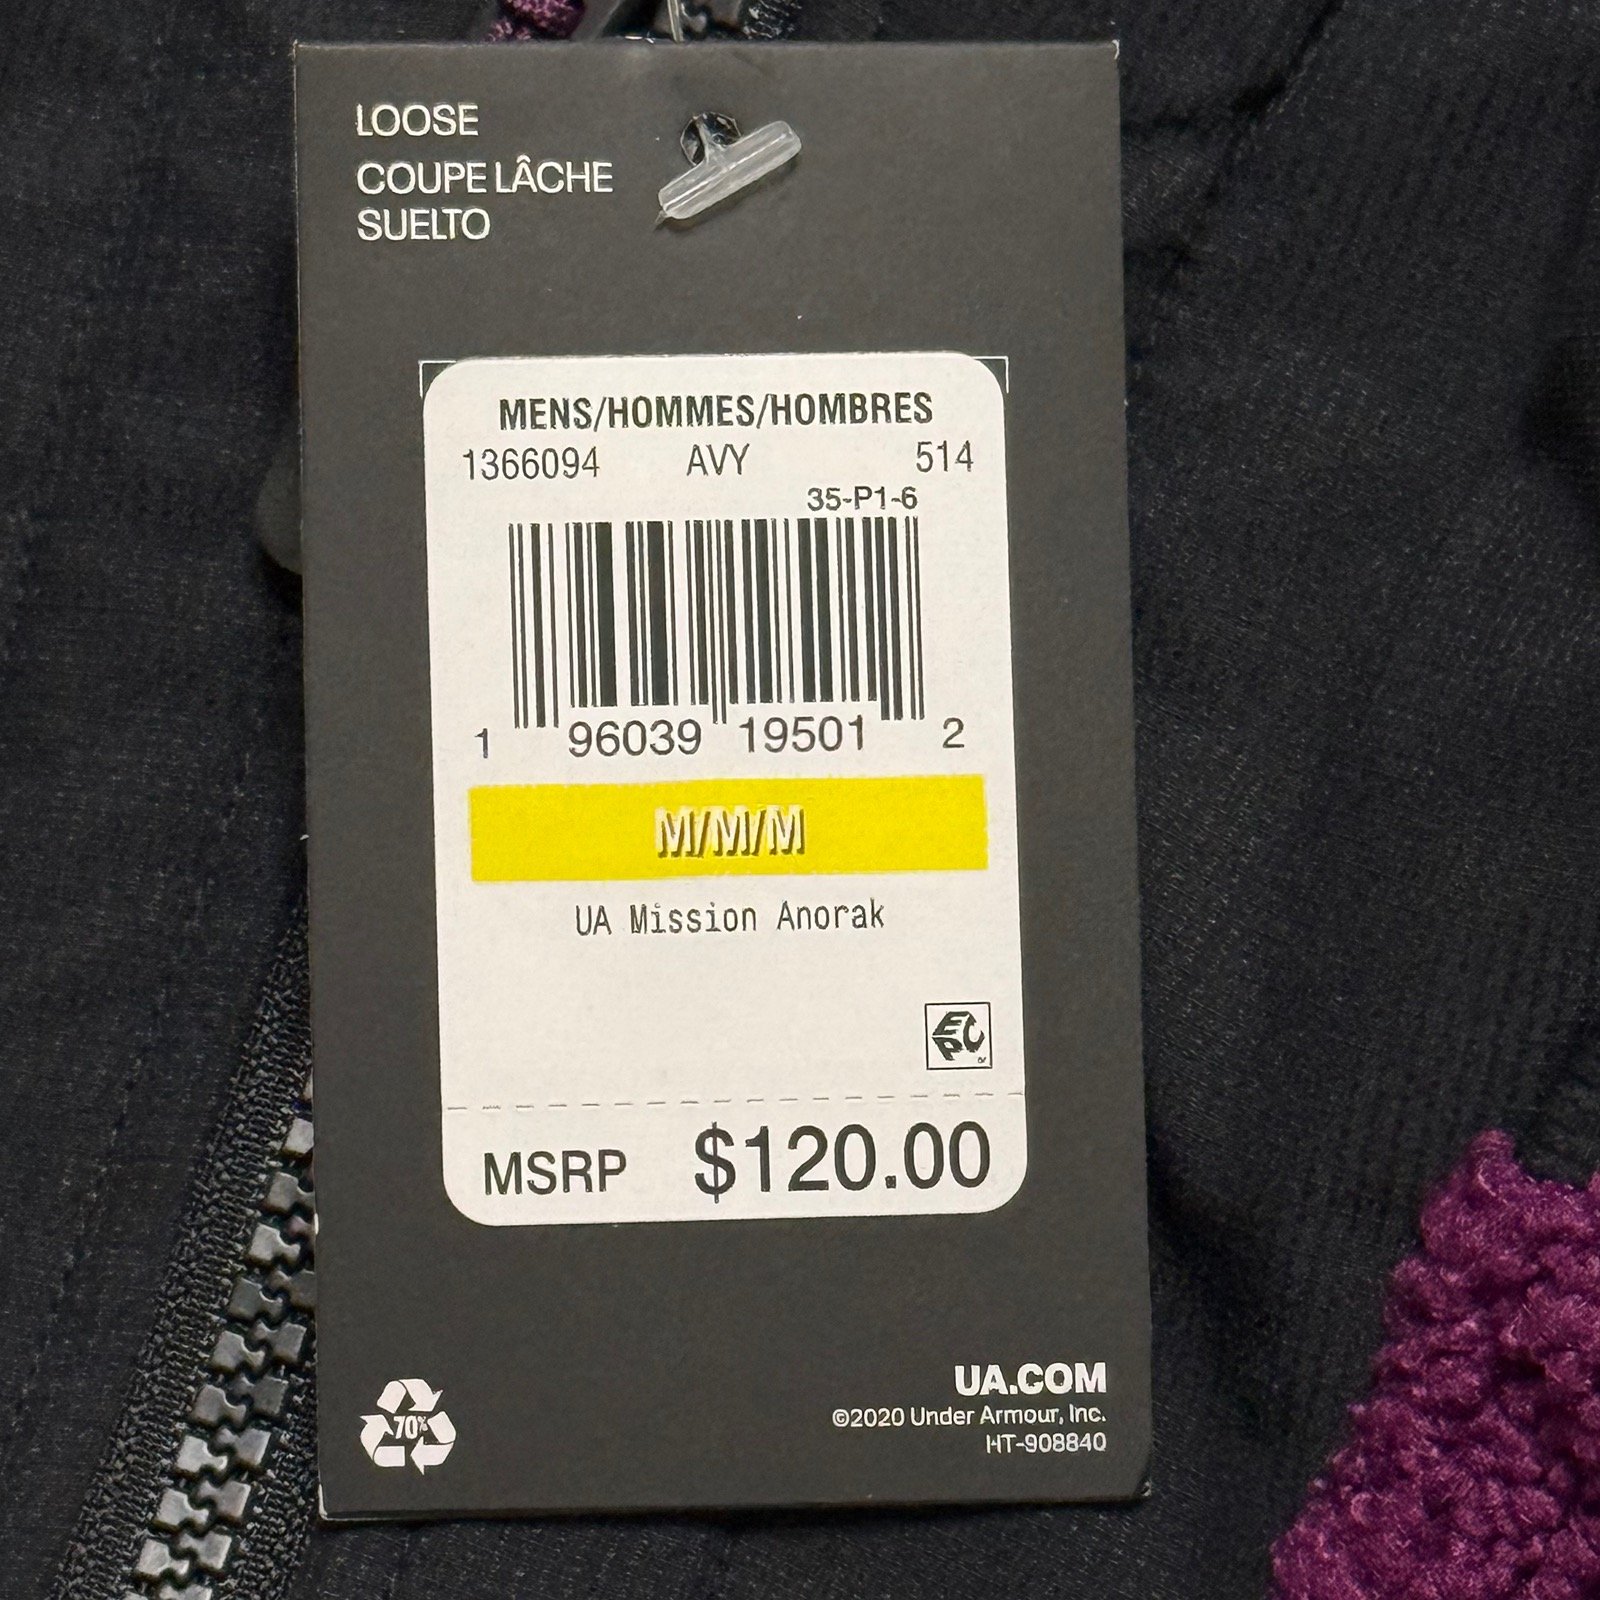 LOOSE
COUPE LÂCHE
SUELTO
MENS/HOMMES/HOMBRES
1366094 AVY 514
35-P1-6
1 96039 19501 2
M/M/M
UA Mission Anorak
EPC
MSRP $120.00
70%
UA.COM
©2020 Under Armour, Inc.
HT-908840